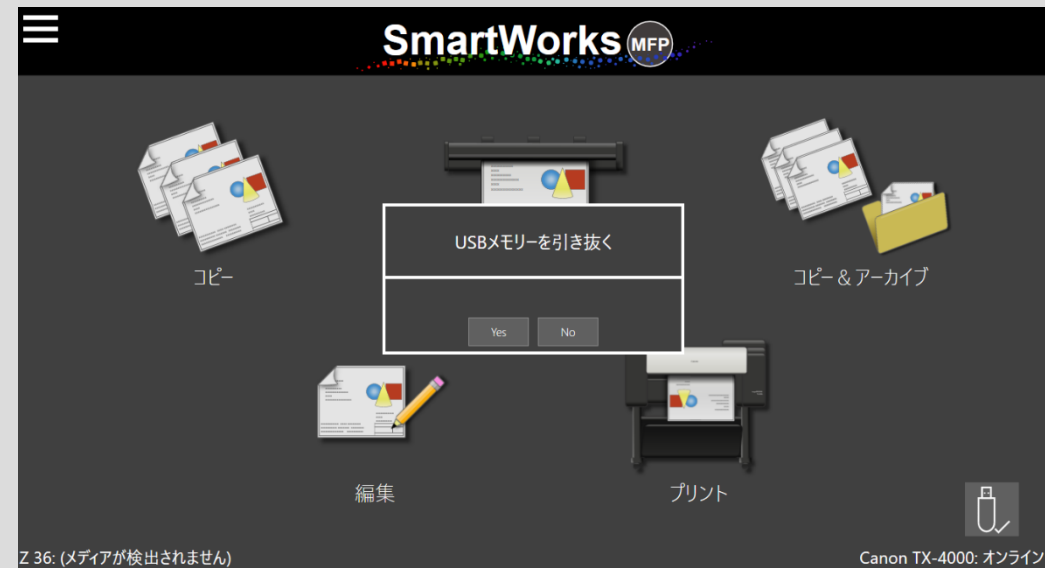 SmartWorks MFP
USBメモリーを引き抜く
Yes No
コピー
コピー & アーカイブ
編集
プリント
Z 36: (メディアが検出されません)
Canon TX-4000: オンライン